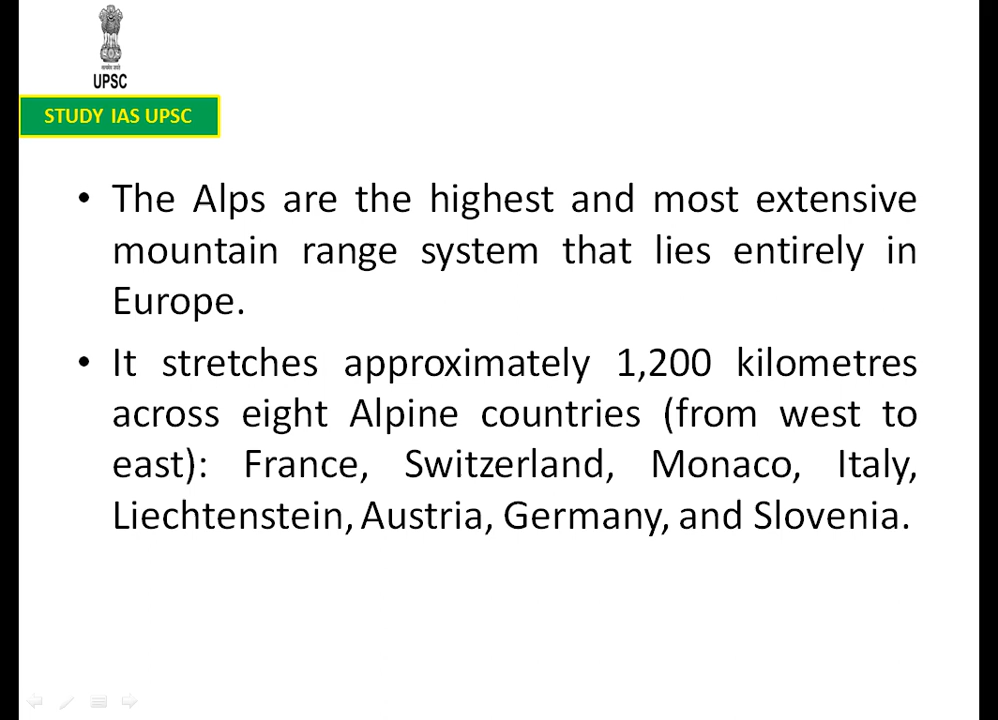 UPSC
STUDY IAS UPSC
• The Alps are the highest and most extensive
mountain range system that lies entirely in
Europe.
• It stretches approximately 1,200 kilometres
across eight Alpine countries (from west to
east): France, Switzerland, Monaco, Italy,
Liechtenstein, Austria, Germany, and Slovenia.